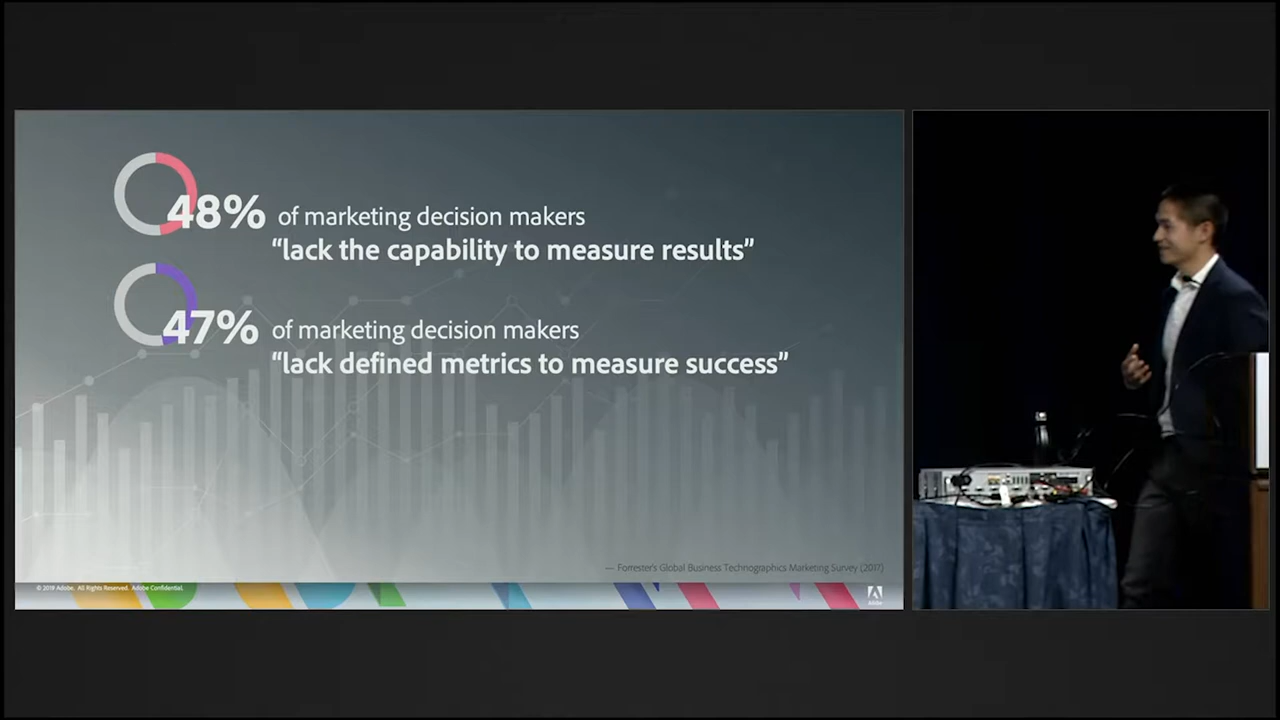 48% of marketing decision makers
“lack the capability to measure results”
47% of marketing decision makers
“lack defined metrics to measure success”
— Forrester's Global Business Technographics Marketing Survey (2017)
© 2019 Adobe. All Rights Reserved. Adobe Confidential.
Adobe